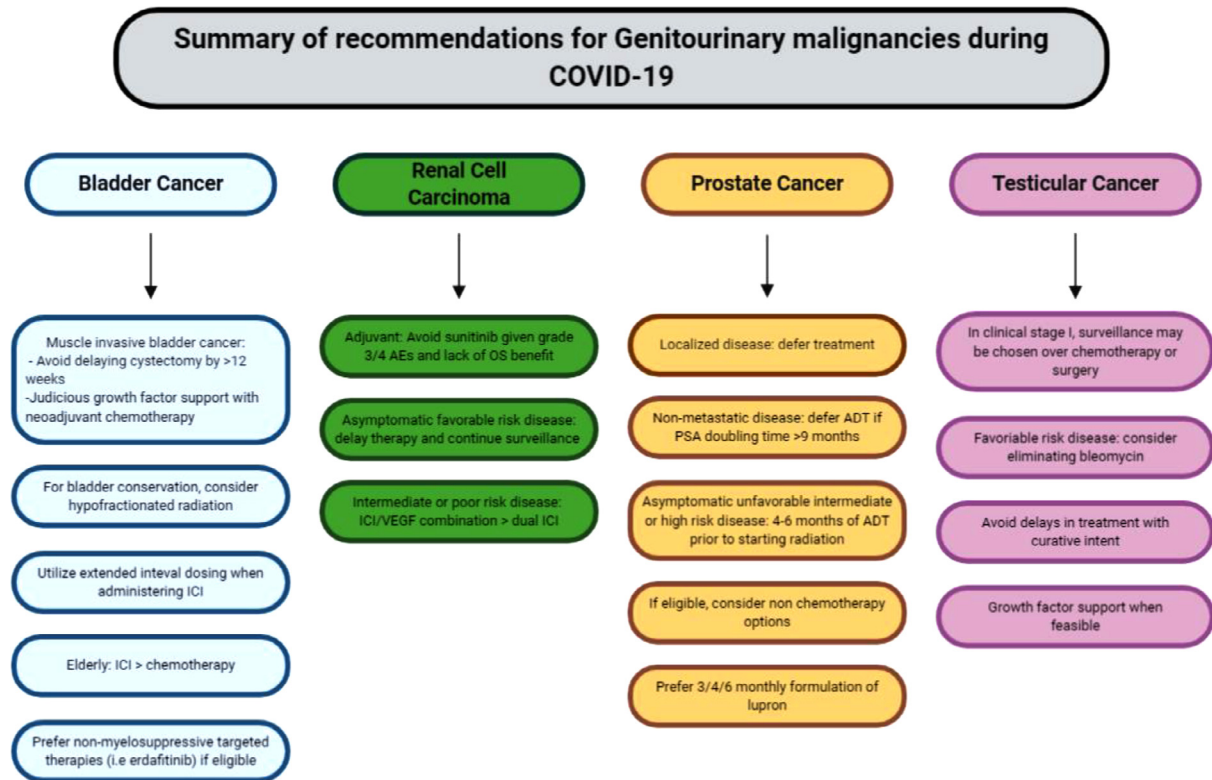 Summary of recommendations for Genitourinary malignancies during
COVID-19
Bladder Cancer
Muscle invasive bladder cancer:
- Avoid delaying cystectomy by >12
weeks
-Judicious growth factor support with
neoadjuvant chemotherapy
For bladder conservation, consider
hypofractionated radiation
Utilize extended inteval dosing when
administering ICI
Elderly: ICI > chemotherapy
Prefer non-myelosuppressive targeted
therapies (i.e erdafitinib) if eligible
Renal Cell
Carcinoma
Adjuvant: Avoid sunitinib given grade
3/4 AEs and lack of OS benefit
Asymptomatic favorable risk disease:
delay therapy and continue surveillance
Intermediate or poor risk disease:
ICI/VEGF combination > dual ICI
Prostate Cancer
Localized disease: defer treatment
Non-metastatic disease: defer ADT if
PSA doubling time >9 months
Asymptomatic unfavorable intermediate
or high risk disease: 4-6 months of ADT
prior to starting radiation
If eligible, consider non chemotherapy
options
Prefer 3/4/6 monthly formulation of
lupron
Testicular Cancer
In clinical stage I, surveillance may
be chosen over chemotherapy or
surgery
Favoriable risk disease: consider
eliminating bleomycin
Avoid delays in treatment with
curative intent
Growth factor support when
feasible